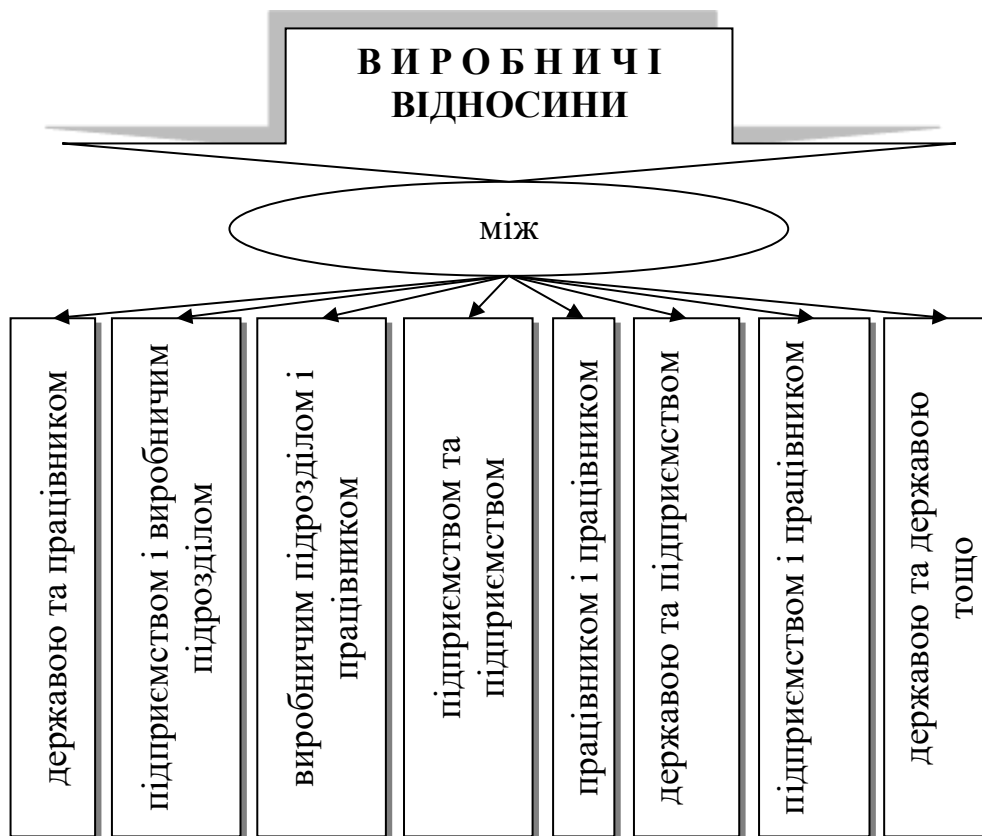 В И Р О Б Н И Ч І
ВІДНОСИНИ
між
державою та працівником
підприємством і виробничим
підрозділом
виробничим підрозділом і
працівником
підприємством та
підприємством
працівником і працівником
державою та підприємством
підприємством і працівником
державою та державою
тощо